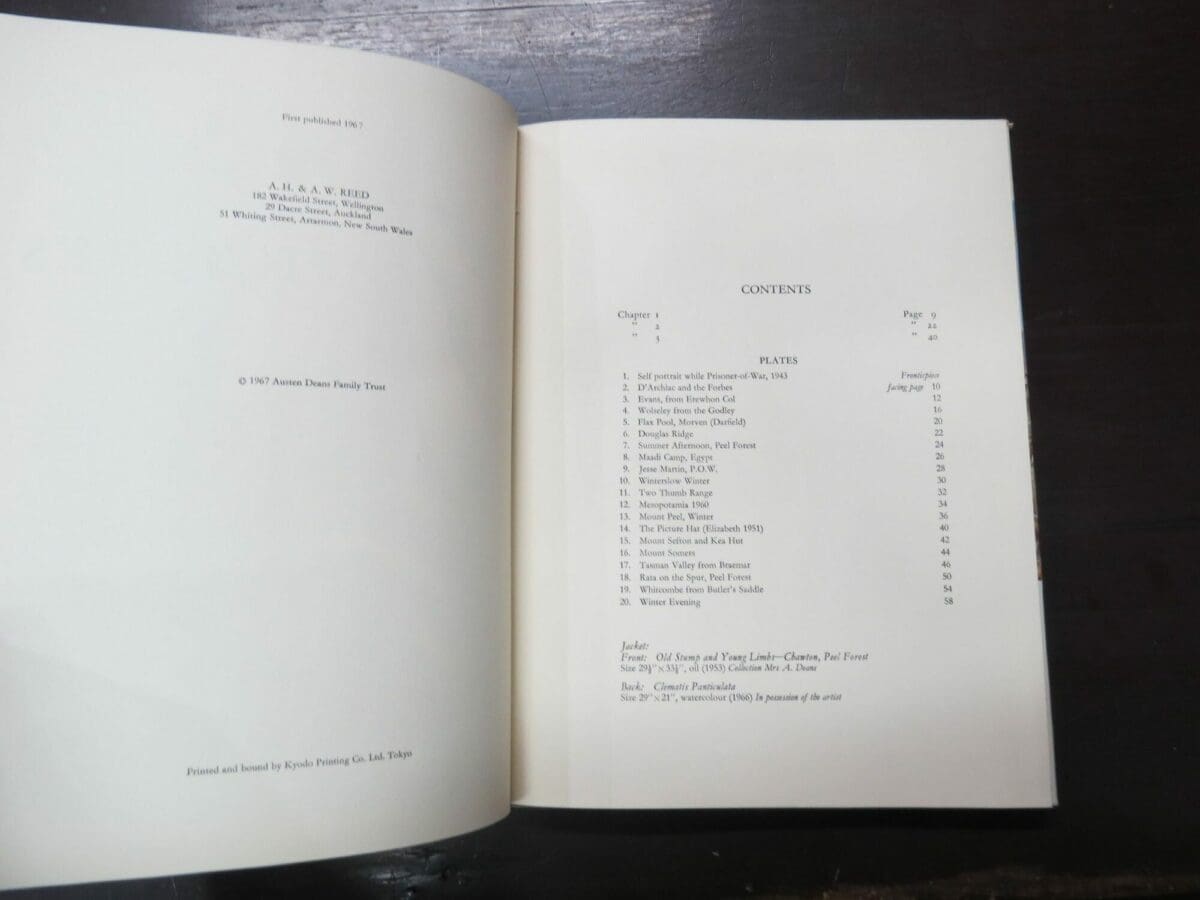 First published 1967
A. H. & A. W. REED
182 Wakefield Street, Wellington
29 Dacre Street, Auckland
51 Whiting Street, Artarmon, New South Wales
© 1967 Austen Deans Family Trust
Printed and bound by Kyodo Printing Co. Ltd. Tokyo
CONTENTS
Chapter 1 Page 9
" 2 " 22
" 3 " 40
PLATES
1. Self portrait while Prisoner-of-War, 1943 Frontispiece
2. D'Archiac and the Forbes facing page 10
3. Evans, from Erewhon Col 12
4. Wolseley from the Godley 16
5. Flax Pool, Morven (Darfield) 20
6. Douglas Ridge 22
7. Summer Afternoon, Peel Forest 24
8. Maadi Camp, Egypt 26
9. Jesse Martin, P.O.W. 28
10. Winterslow Winter 30
11. Two Thumb Range 32
12. Mesopotamia 1960 34
13. Mount Peel, Winter 36
14. The Picture Hat (Elizabeth 1951) 40
15. Mount Sefton and Kea Hut 42
16. Mount Somers 44
17. Tasman Valley from Braemar 46
18. Rata on the Spur, Peel Forest 50
19. Whitcombe from Butler's Saddle 54
20. Winter Evening 58
Jacket:
Front: Old Stump and Young Limbs—Chawton, Peel Forest
Size 29½"×33½", oil (1953) Collection Mrs A. Deans
Back: Clematis Paniculata
Size 29"×21", watercolour (1966) In possession of the artist